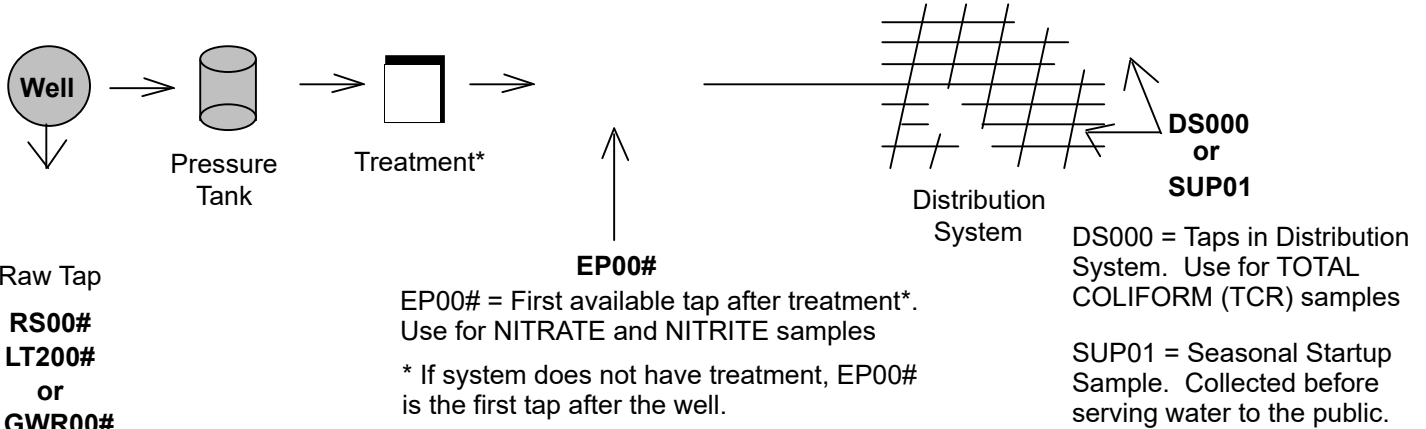 Well
Pressure
Tank
Treatment*
Distribution
System
DS000
or
SUP01
Raw Tap
RS00#
LT200#
or
GWR00#
EP00#
EP00# = First available tap after treatment*.
Use for NITRATE and NITRITE samples
* If system does not have treatment, EP00#
is the first tap after the well.
DS000 = Taps in Distribution
System. Use for TOTAL
COLIFORM (TCR) samples
SUP01 = Seasonal Startup
Sample. Collected before
serving water to the public.